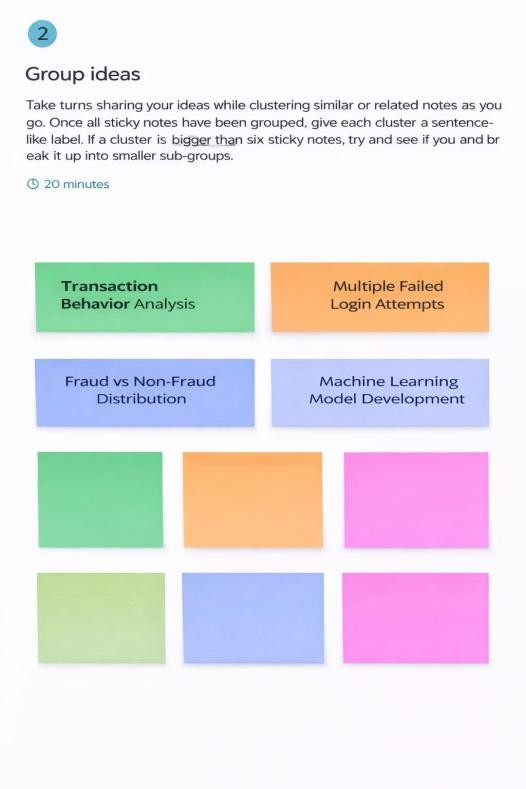 2
Group ideas
Take turns sharing your ideas while clustering similar or related notes as you
go. Once all sticky notes have been grouped, give each cluster a sentence-
like label. If a cluster is bigger than six sticky notes, try and see if you and br
eak it up into smaller sub-groups.
20 minutes
Transaction
Behavior Analysis
Multiple Failed
Login Attempts
Fraud vs Non-Fraud
Distribution
Machine Learning
Model Development